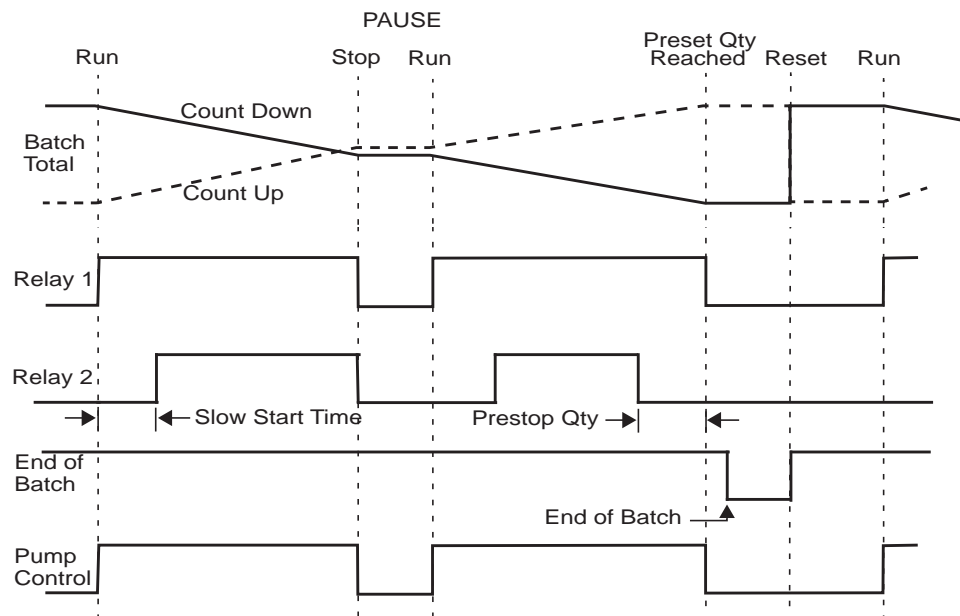 PAUSE
Run
Stop
Run
Preset Qty
Reached
Reset
Run
Count Down
Batch
Total
Count Up
Relay 1
Relay 2
Slow Start Time
Prestop Qty
End of
Batch
End of Batch
Pump
Control